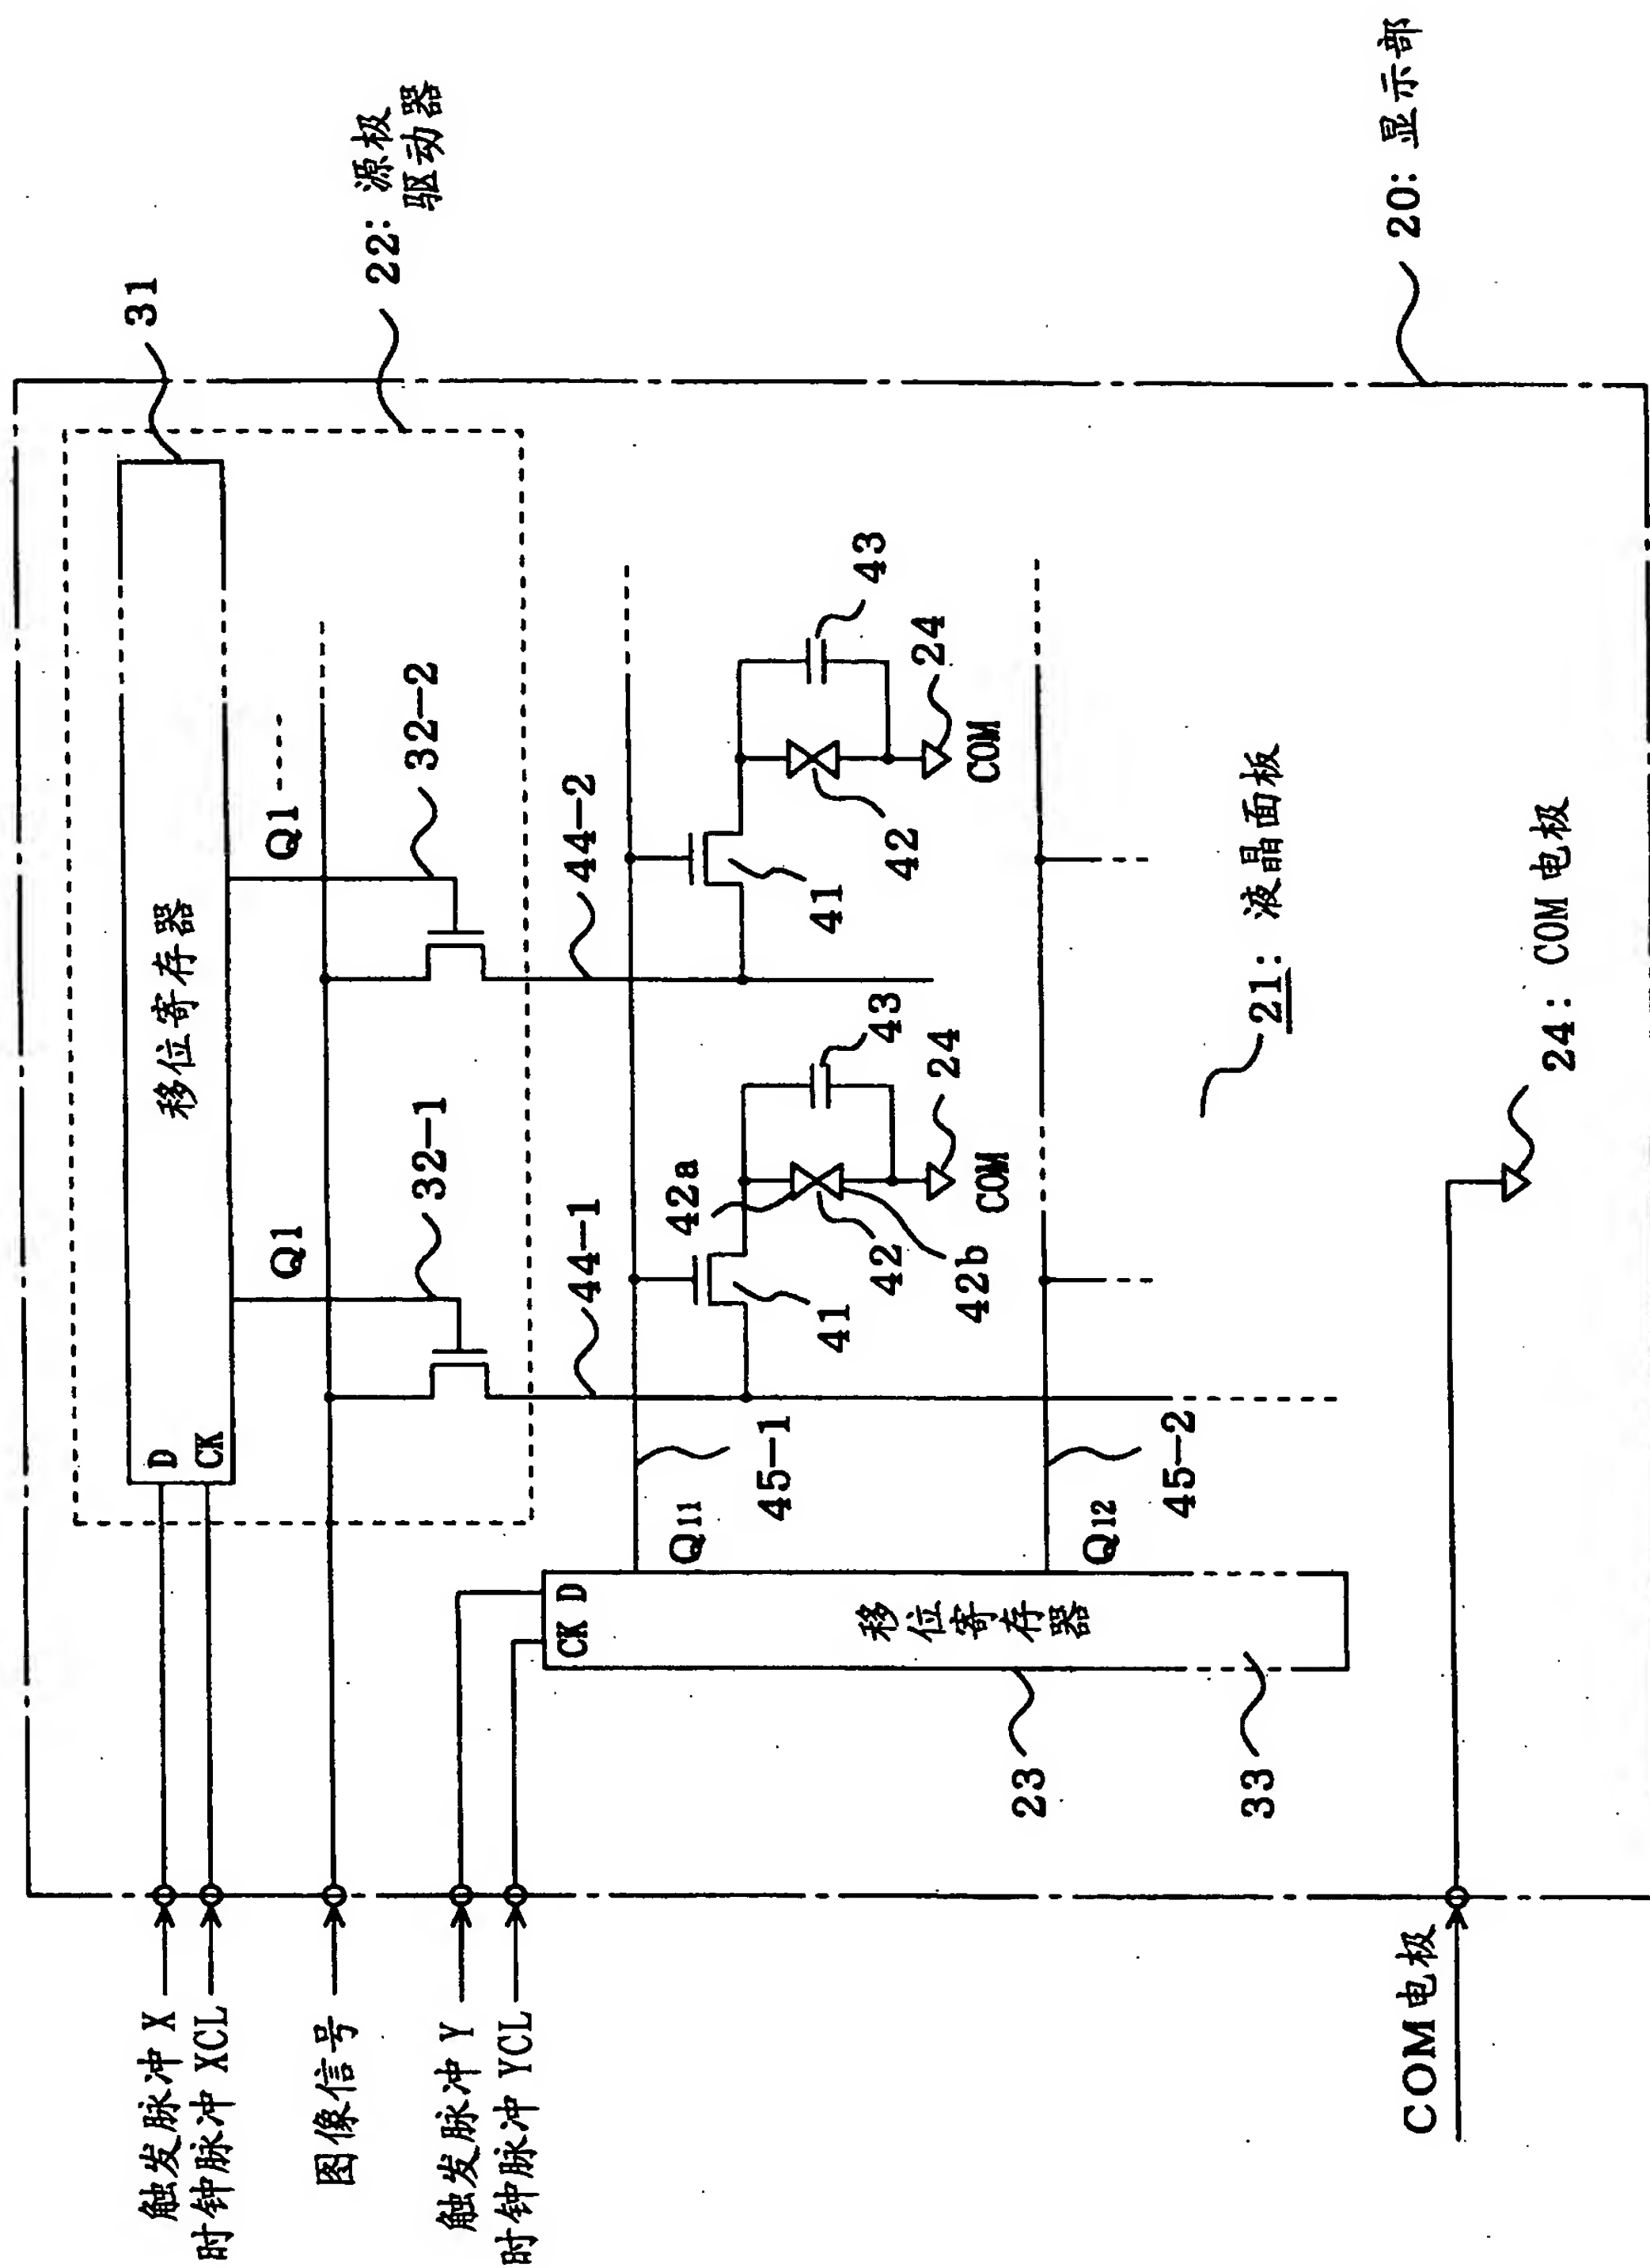 触发脉冲 X
时钟脉冲 XCL
图像信号
触发脉冲 Y
时钟脉冲 YCL
COM电极
D
CK
移位寄存器
31
22: 源极
驱动器
20: 显示部
Q1
Q1 -----
32-1
32-2
44-1
44-2
CK D
移位寄存器
23
33
Q11
45-1
Q12
45-2
41
42a
42
42b
43
24
COM
41
42
43
24
COM
21: 液晶面板
24: COM 电极